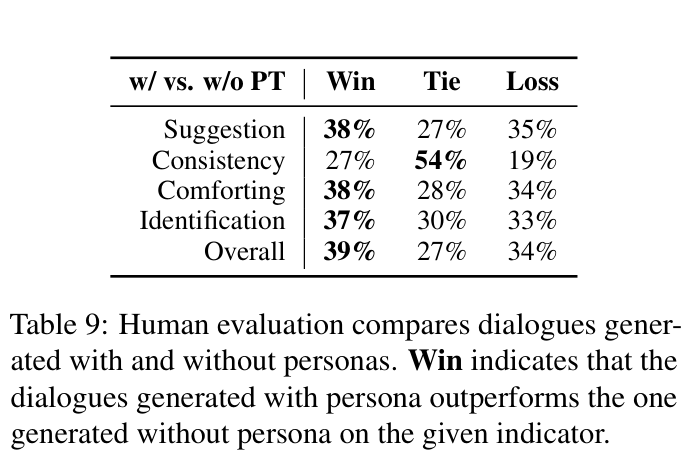 w/ vs. w/o PT Win Tie Loss
Suggestion 38% 27% 35%
Consistency 27% 54% 19%
Comforting 38% 28% 34%
Identification 37% 30% 33%
Overall 39% 27% 34%
Table 9: Human evaluation compares dialogues gener-
ated with and without personas. Win indicates that the
dialogues generated with persona outperforms the one
generated without persona on the given indicator.